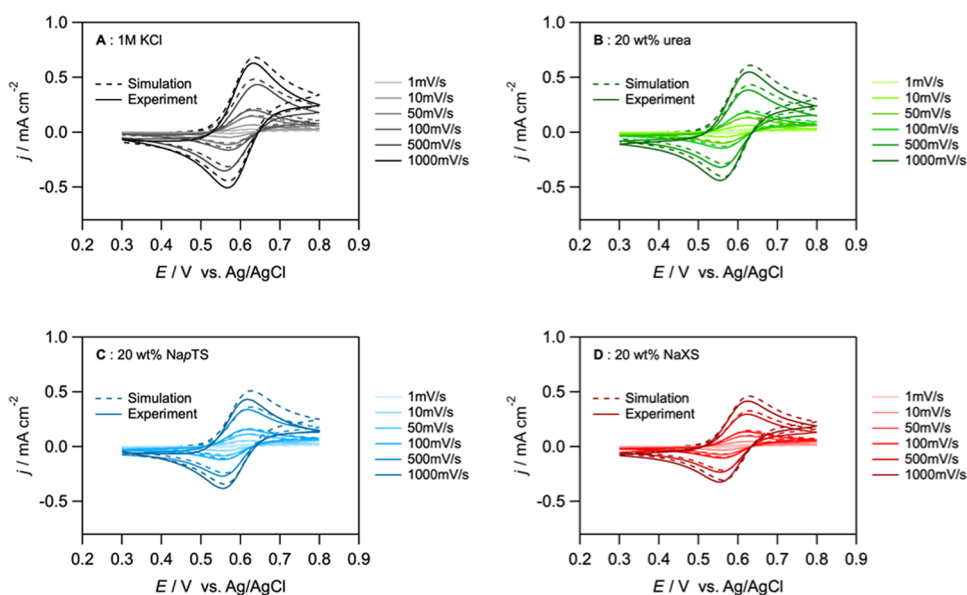 A : 1M KCl
1.0
0.5
0.0
-0.5
j / mA cm-2
Simulation
Experiment
1mV/s
10mV/s
50mV/s
100mV/s
500mV/s
1000mV/s
0.2 0.3 0.4 0.5 0.6 0.7 0.8 0.9
E / V vs. Ag/AgCl
B : 20 wt% urea
1.0
0.5
0.0
-0.5
j / mA cm-2
Simulation
Experiment
1mV/s
10mV/s
50mV/s
100mV/s
500mV/s
1000mV/s
0.2 0.3 0.4 0.5 0.6 0.7 0.8 0.9
E / V vs. Ag/AgCl
C : 20 wt% NapTS
1.0
0.5
0.0
-0.5
j / mA cm-2
Simulation
Experiment
1mV/s
10mV/s
50mV/s
100mV/s
500mV/s
1000mV/s
0.2 0.3 0.4 0.5 0.6 0.7 0.8 0.9
E / V vs. Ag/AgCl
D : 20 wt% NaXS
1.0
0.5
0.0
-0.5
j / mA cm-2
Simulation
Experiment
1mV/s
10mV/s
50mV/s
100mV/s
500mV/s
1000mV/s
0.2 0.3 0.4 0.5 0.6 0.7 0.8 0.9
E / V vs. Ag/AgCl